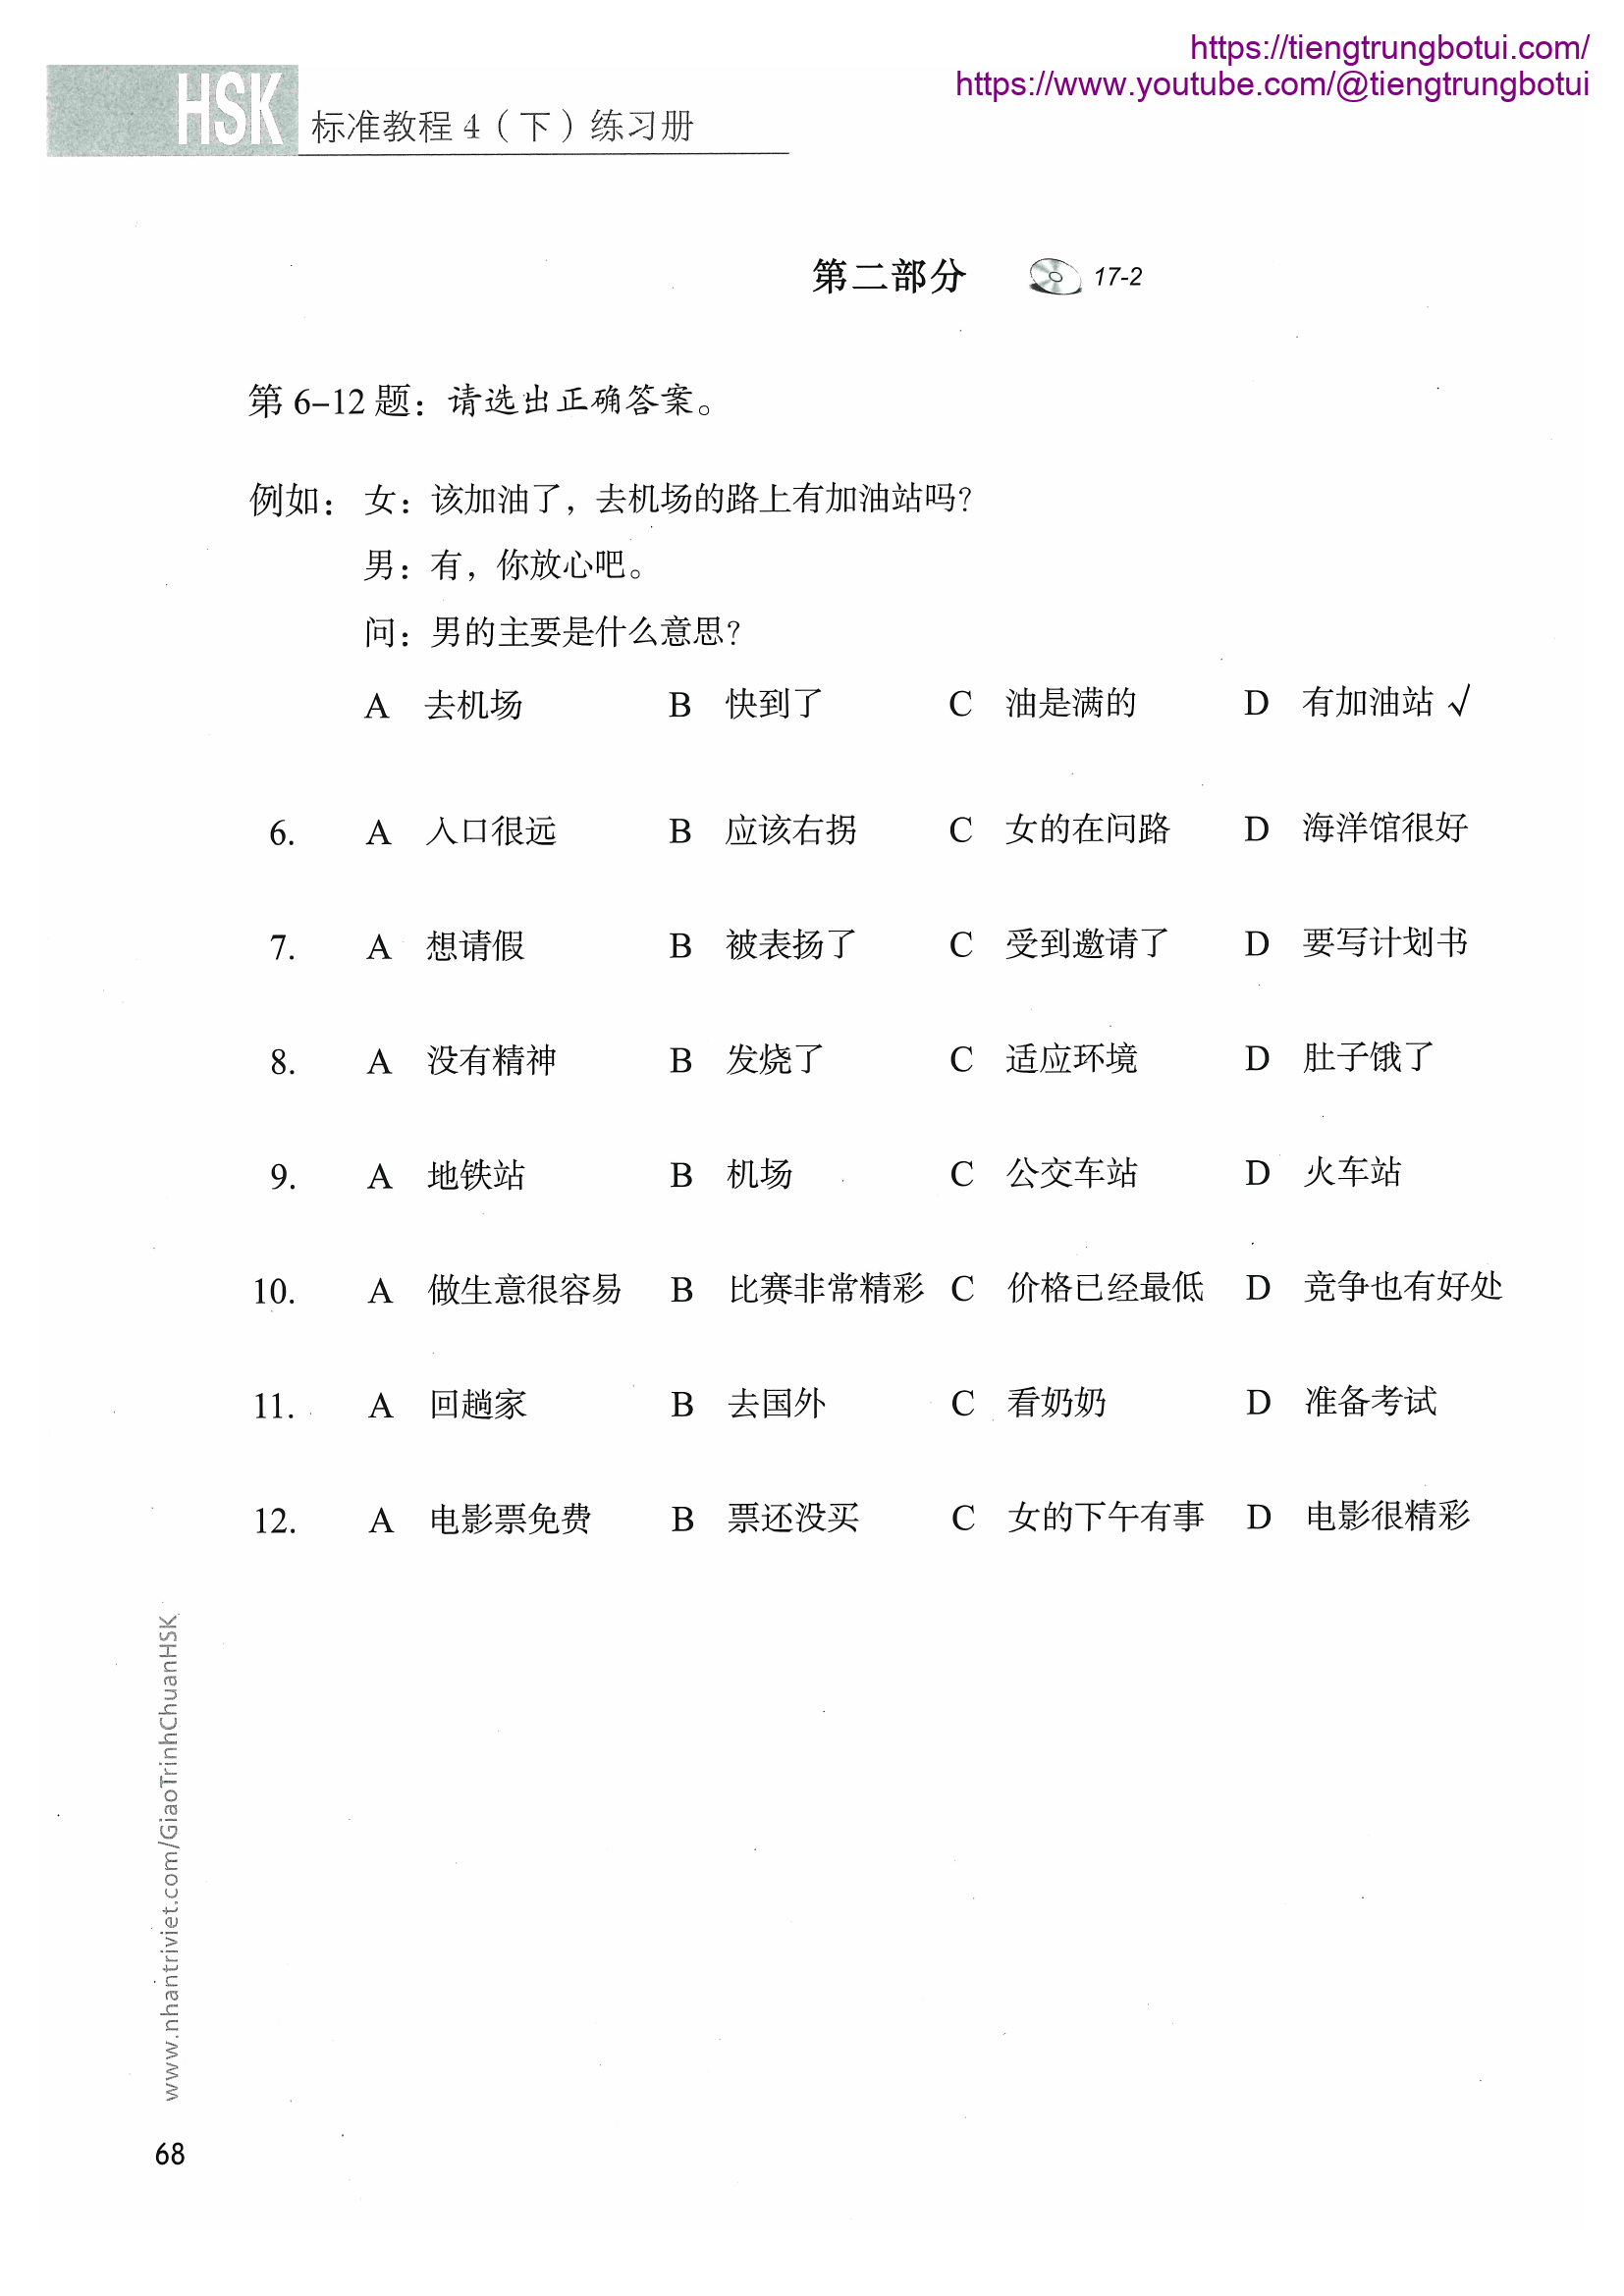 https://tiengtrungbotui.com/
https://www.youtube.com/@tiengtrungbotui
HSK 标准教程 4（下）练习册
第二部分 17-2
第 6–12 题：请选出正确答案。
例如：女：该加油了，去机场的路上有加油站吗？
男：有，你放心吧。
问：男的主要是什么意思？
A 去机场 B 快到了 C 油是满的 D 有加油站 √
6. A 入口很远 B 应该右拐 C 女的在问路 D 海洋馆很好
7. A 想请假 B 被表扬了 C 受到邀请了 D 要写计划书
8. A 没有精神 B 发烧了 C 适应环境 D 肚子饿了
9. A 地铁站 B 机场 C 公交车站 D 火车站
10. A 做生意很容易 B 比赛非常精彩 C 价格已经最低 D 竞争也有好处
11. A 回趟家 B 去国外 C 看奶奶 D 准备考试
12. A 电影票免费 B 票还没买 C 女的下午有事 D 电影很精彩
www.nhantriviet.com/GiaoTrinhChuanHSK
68